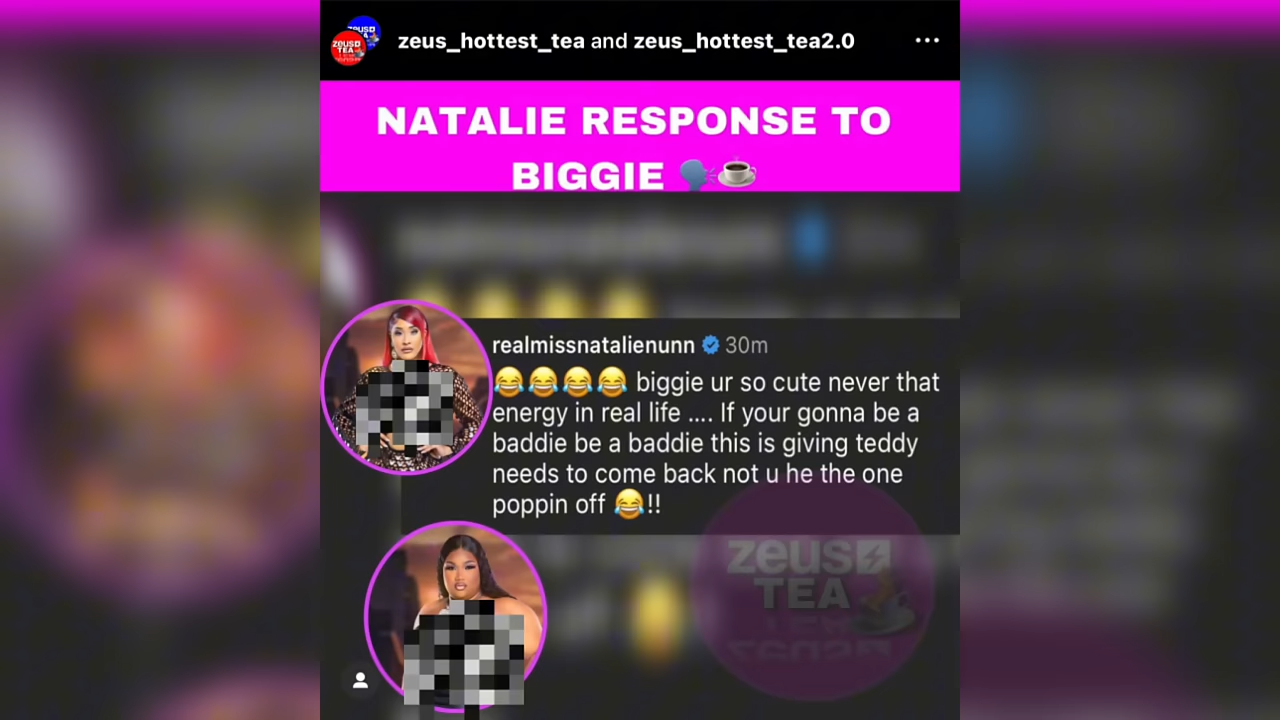 zeus_hottest_tea and zeus_hottest_tea2.0
NATALIE RESPONSE TO
BIGGIE 🗣️☕
realmissnatalienunn 30m
😂😂😂😂 biggie ur so cute never that
energy in real life .... If your gonna be a
baddie be a baddie this is giving teddy
needs to come back not u he the one
poppin off 😂!!
zeus
TEA